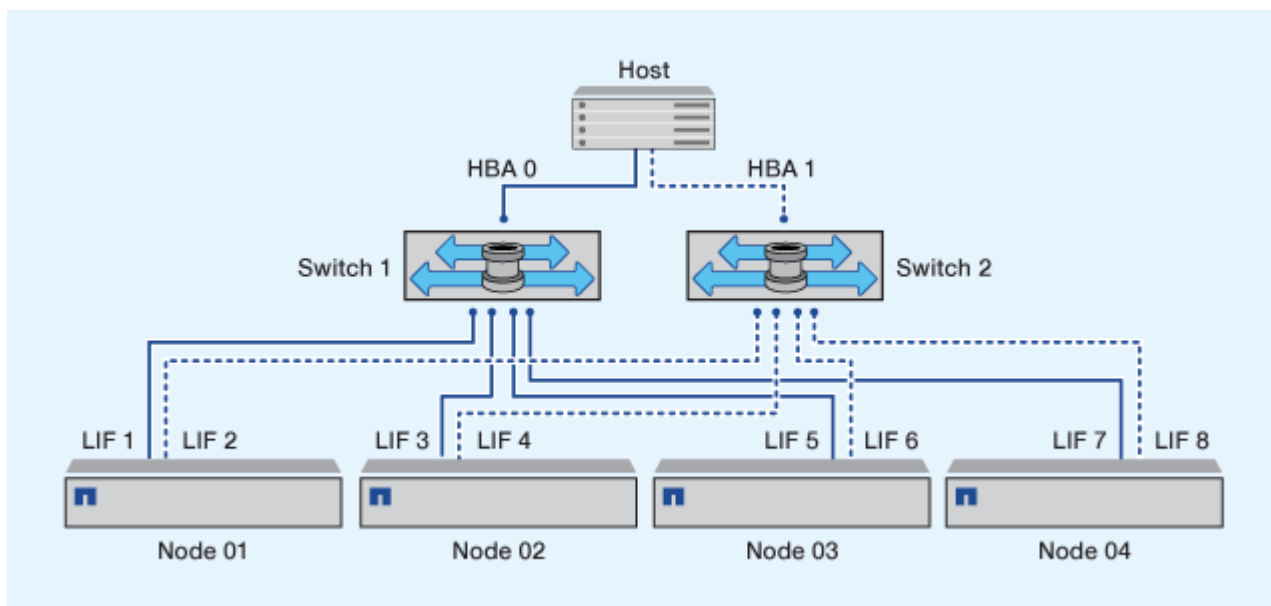 Host
HBA 0 HBA 1
Switch 1 Switch 2
LIF 1 LIF 2 LIF 3 LIF 4 LIF 5 LIF 6 LIF 7 LIF 8
Node 01 Node 02 Node 03 Node 04